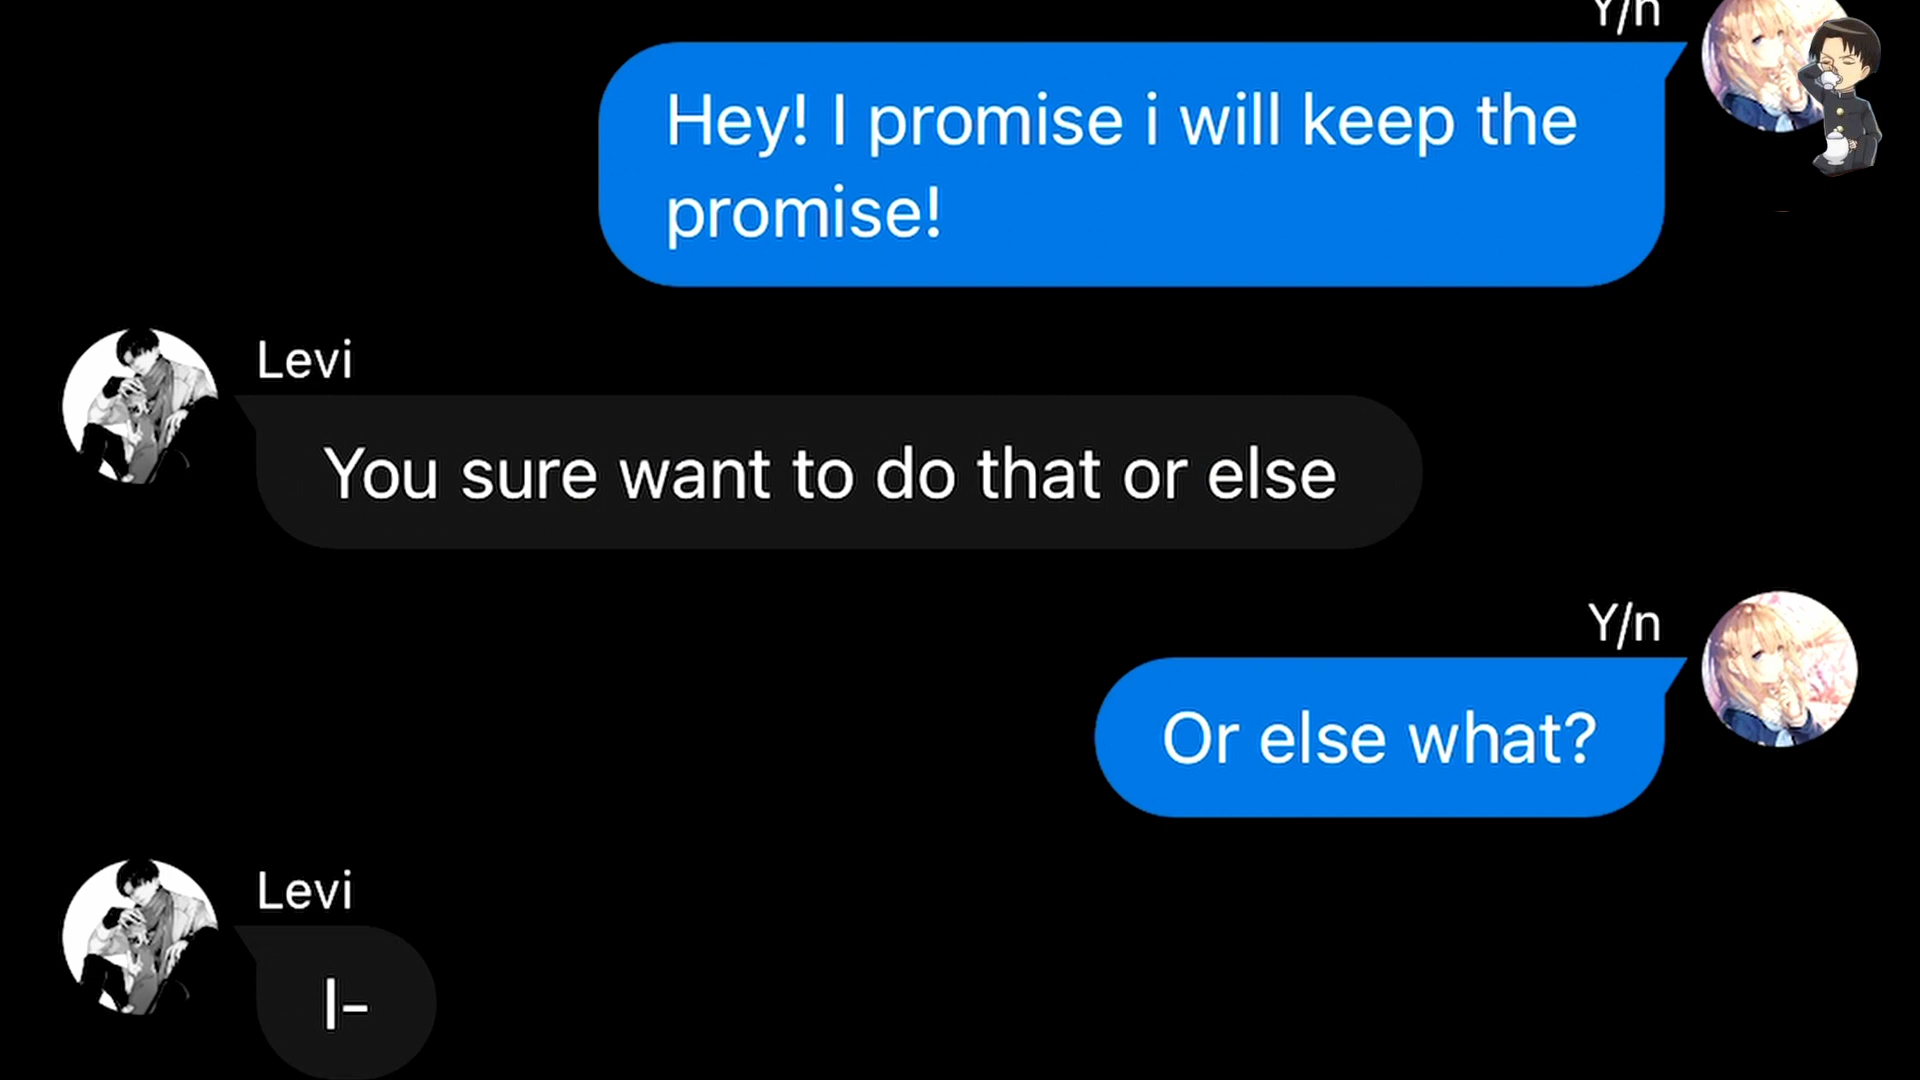 Y/n
Hey! I promise i will keep the
promise!
Levi
You sure want to do that or else
Y/n
Or else what?
Levi
I-